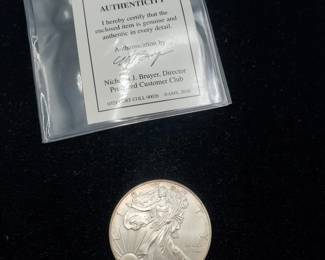 AUTHENTICITY
I hereby certify that the
enclosed item is genuine and
authentic in every detail.
Authentication by
Nicholas J. Bruyer, Director
Preferred Customer Club